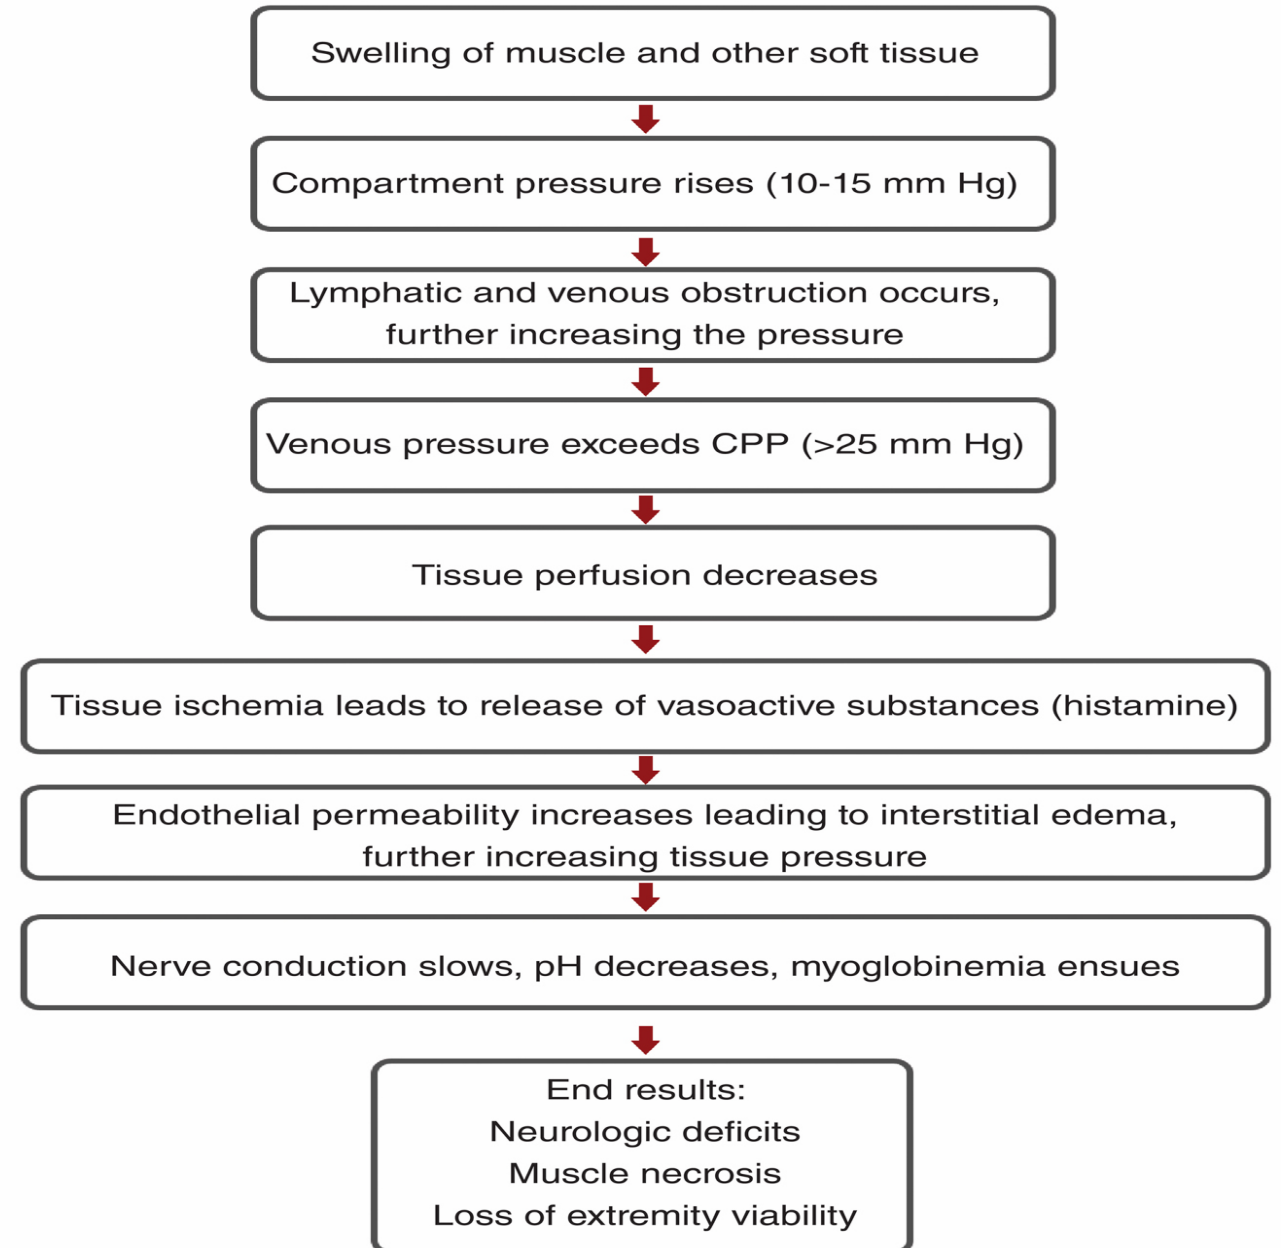 Swelling of muscle and other soft tissue
Compartment pressure rises (10-15 mm Hg)
Lymphatic and venous obstruction occurs,
further increasing the pressure
Venous pressure exceeds CPP (>25 mm Hg)
Tissue perfusion decreases
Tissue ischemia leads to release of vasoactive substances (histamine)
Endothelial permeability increases leading to interstitial edema,
further increasing tissue pressure
Nerve conduction slows, pH decreases, myoglobinemia ensues
End results:
Neurologic deficits
Muscle necrosis
Loss of extremity viability